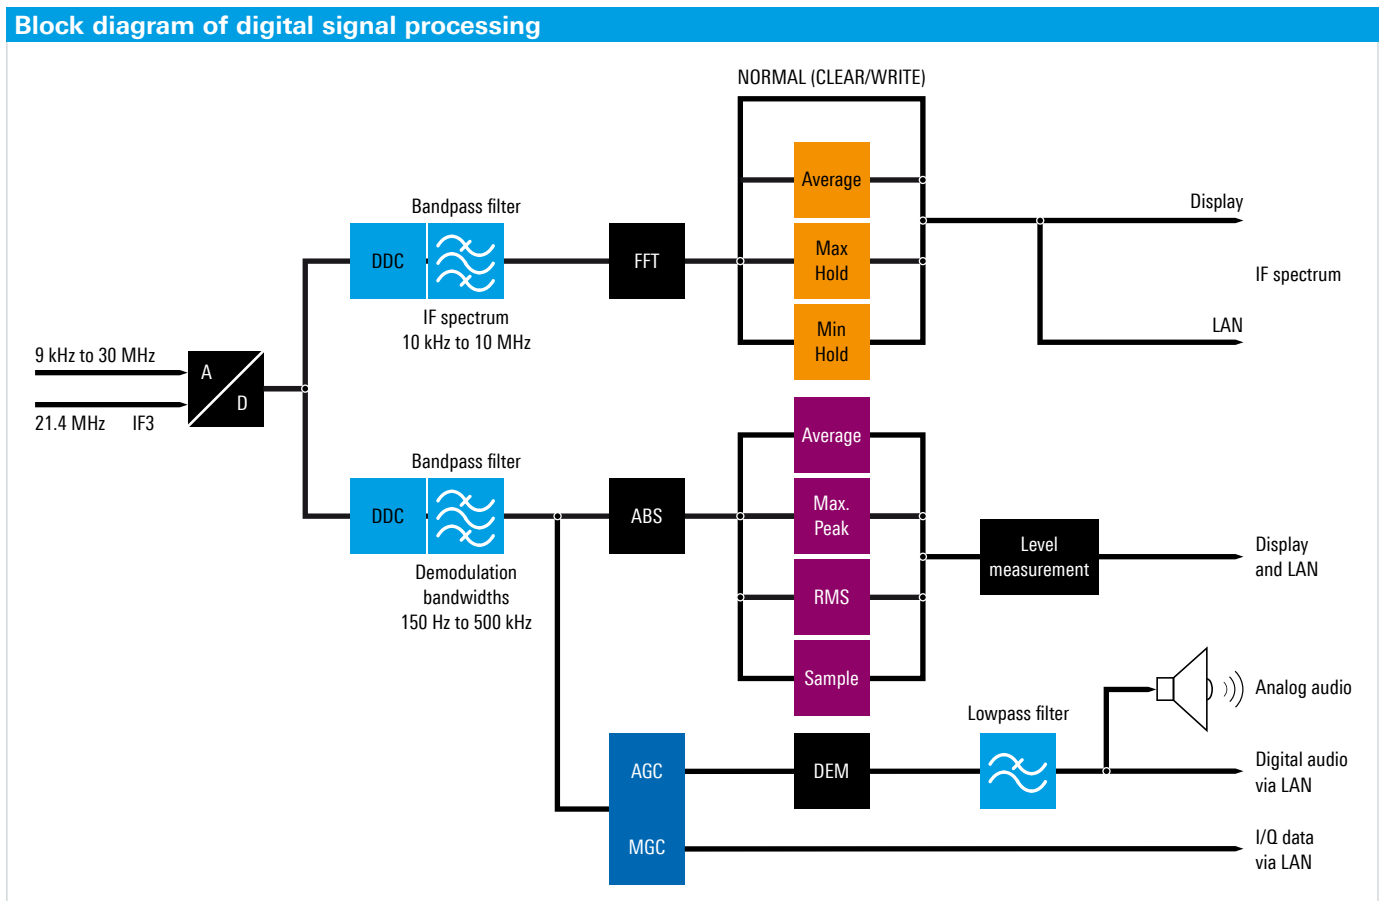 Block diagram of digital signal processing
NORMAL (CLEAR/WRITE)
Average
Bandpass filter
Display
DDC
FFT
Max
Hold
IF spectrum
IF spectrum
10 kHz to 10 MHz
Min
Hold
LAN
9 kHz to 30 MHz
A
D
21.4 MHz
IF3
Average
Bandpass filter
DDC
ABS
Max.
Peak
Level
measurement
Display
and LAN
Demodulation
bandwidths
150 Hz to 500 kHz
RMS
Sample
Analog audio
Lowpass filter
AGC
DEM
Digital audio
via LAN
MGC
I/Q data
via LAN